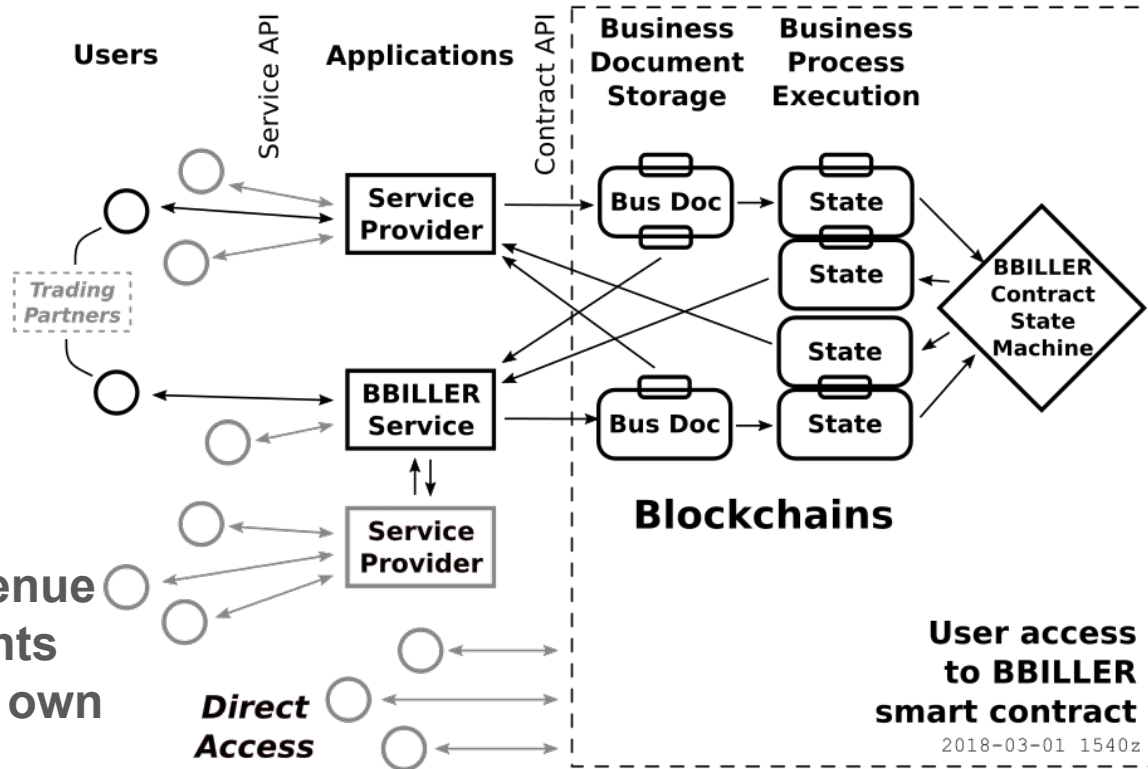 Users
Service API
Applications
Contract API
Business
Document
Storage
Business
Process
Execution
Service
Provider
Bus Doc
State
State
BBILLER
Contract
State
Machine
Trading
Partners
State
BBILLER
Service
Bus Doc
State
Blockchains
Service
Provider
nts
own
Direct
Access
User access
to BBILLER
smart contract
2018-03-01 1540z